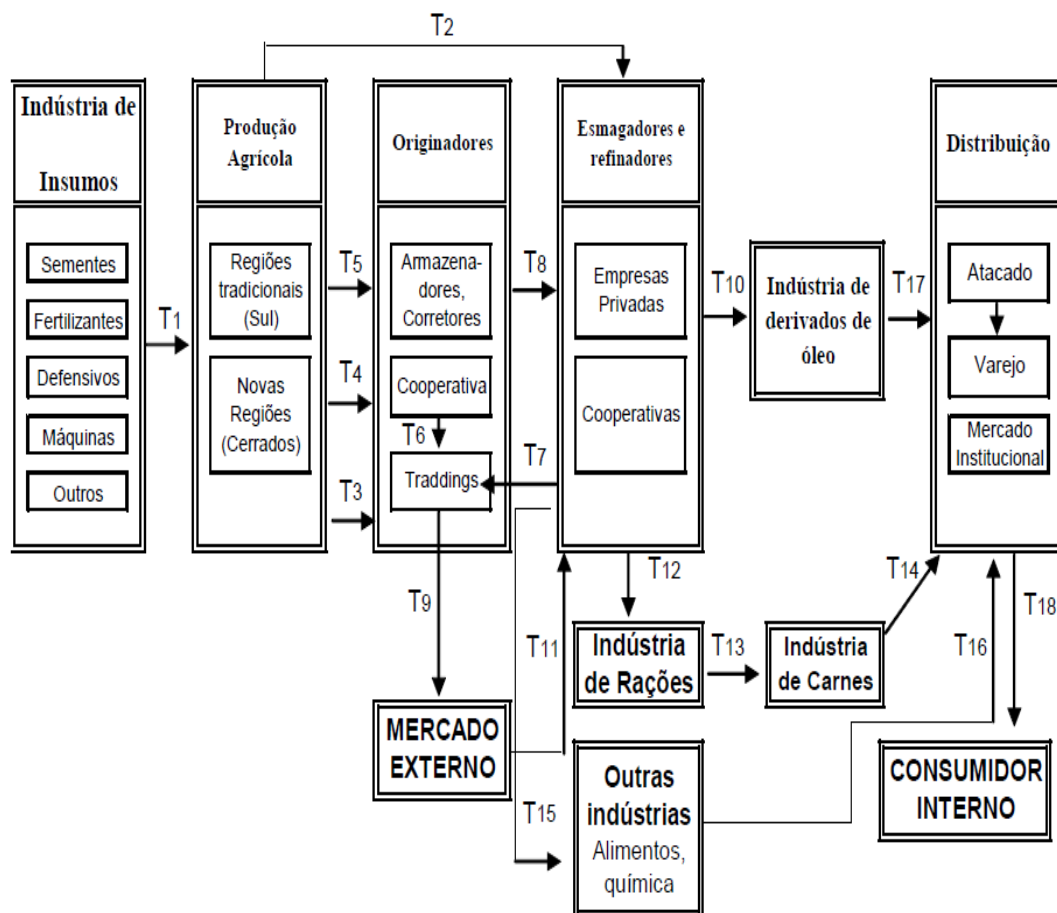 T2
Indústria de
Insumos
Sementes
Fertilizantes
Defensivos
Máquinas
Outros
T1
Produção
Agrícola
Regiões
tradicionais
(Sul)
Novas
Regiões
(Cerrados)
T5
T4
T3
Originadores
Armazena-
dores,
Corretores
Cooperativa
T6
Traddings
T8
T7
Esmagadores e
refinadores
Empresas
Privadas
Cooperativas
T10
Indústria de
derivados de
óleo
T17
Distribuição
Atacado
Varejo
Mercado
Institucional
T9
T11
T12
Indústria
de Rações
T13
Indústria
de Carnes
T14
T16
T18
MERCADO
EXTERNO
T15
Outras
indústrias
Alimentos,
química
CONSUMIDOR
INTERNO